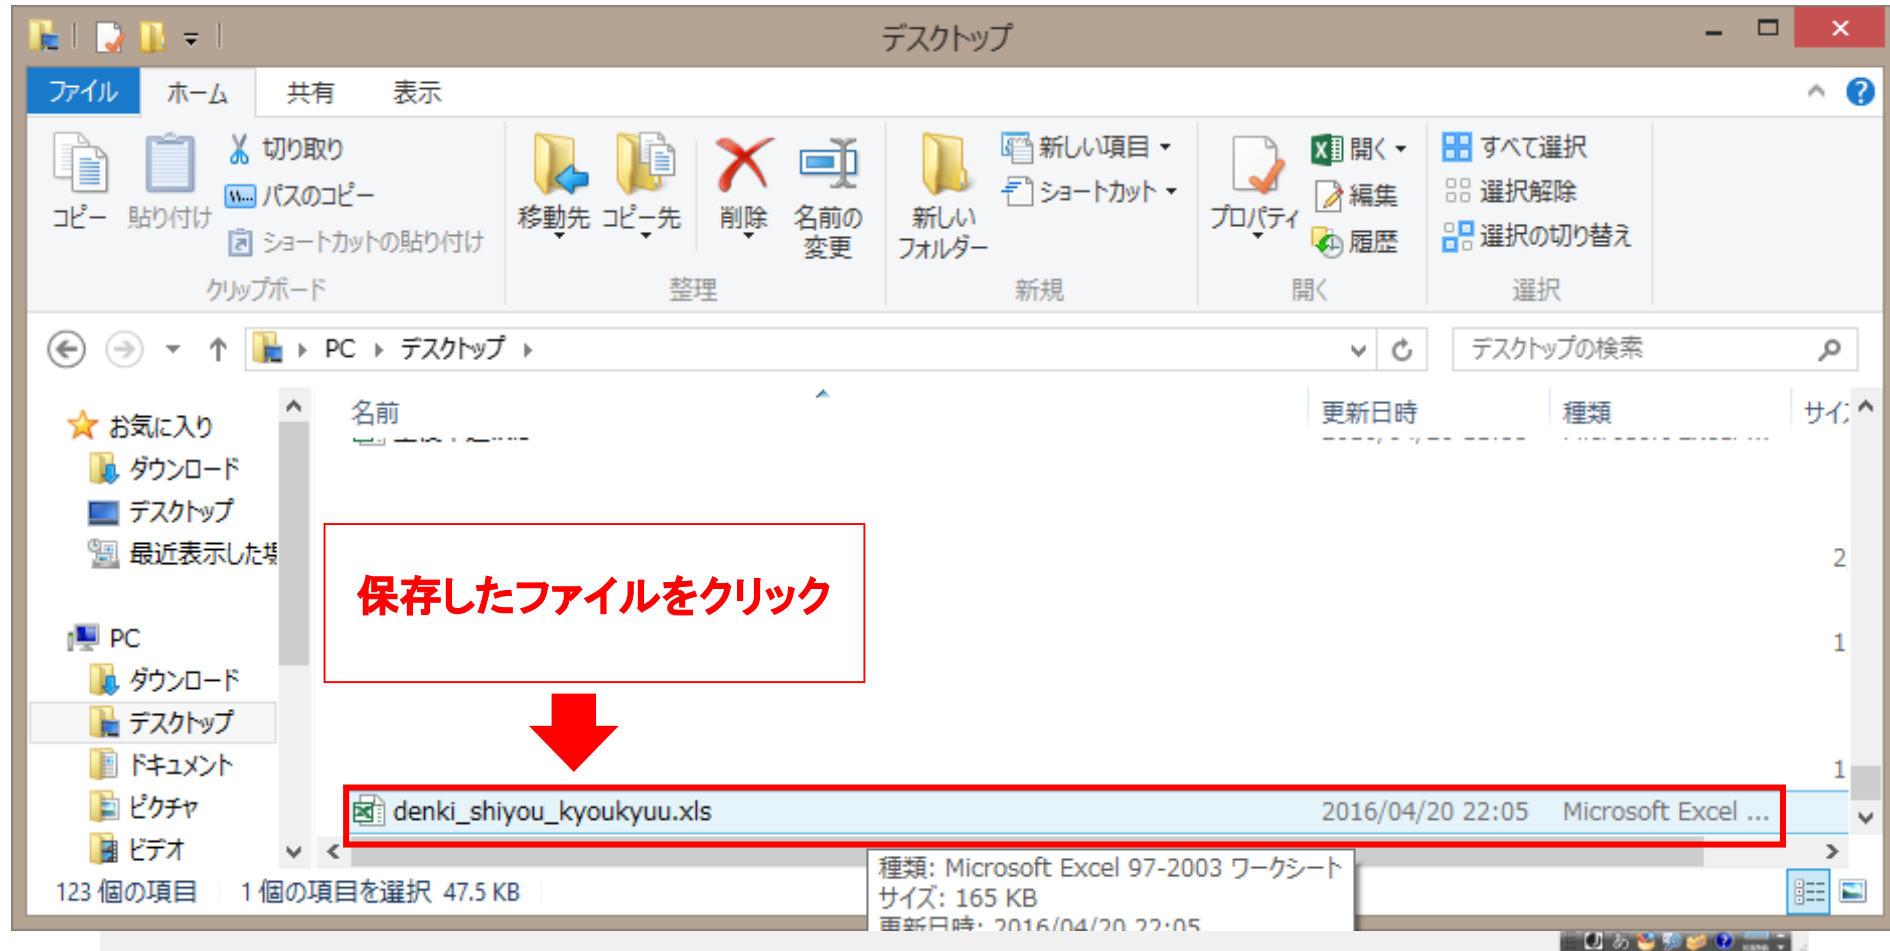 デスクトップ
ファイル ホーム 共有 表示
コピー
貼り付け
切り取り
パスのコピー
ショートカットの貼り付け
クリップボード
移動先
コピー先
削除
名前の
変更
整理
新しい
フォルダー
新しい項目
ショートカット
新規
プロパティ
開く
編集
履歴
開く
すべて選択
選択解除
選択の切り替え
選択
PC デスクトップ
デスクトップの検索
名前 更新日時 種類
お気に入り
ダウンロード
デスクトップ
最近表示した
PC
ダウンロード
デスクトップ
ドキュメント
ピクチャ
ビデオ
保存したファイルをクリック
2
1
1
denki_shiyou_kyoukyuu.xls 2016/04/20 22:05 Microsoft Excel ...
種類: Microsoft Excel 97-2003 ワークシート
サイズ: 165 KB
更新日時: 2016/04/20 22:05
123 個の項目 1 個の項目を選択 47.5 KB